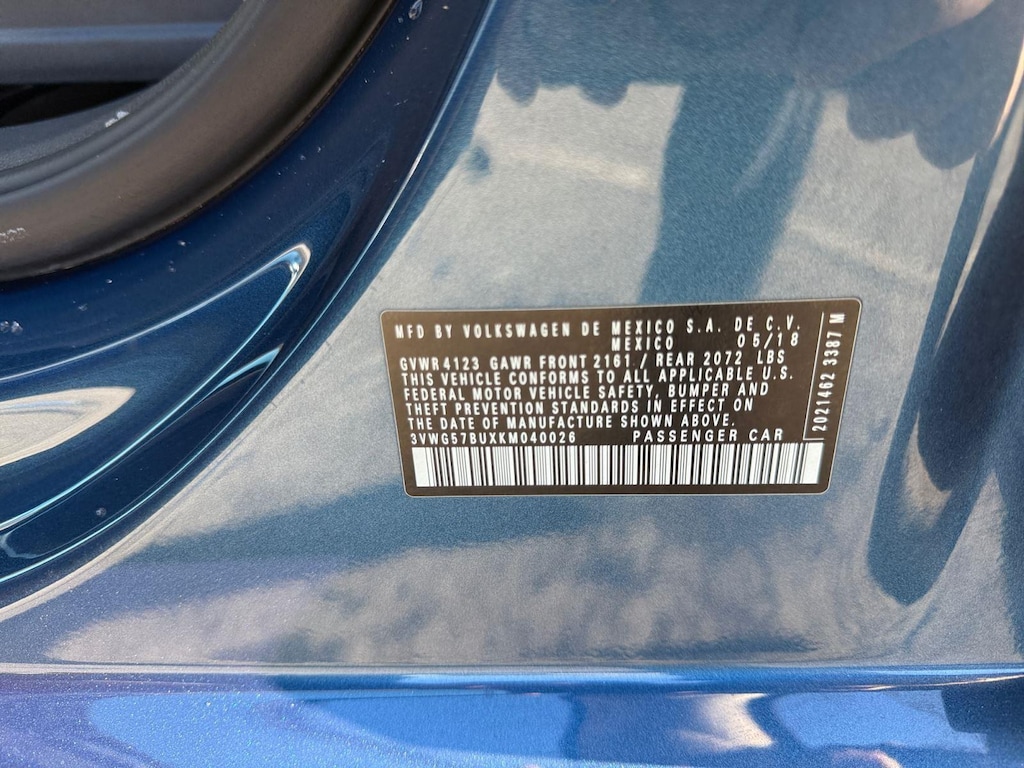 MFD BY VOLKSWAGEN DE MEXICO S.A. DE C.V.
MEXICO 05/18
GVWR 4123 GAWR FRONT 2161 / REAR 2072 LBS
THIS VEHICLE CONFORMS TO ALL APPLICABLE U.S.
FEDERAL MOTOR VEHICLE SAFETY, BUMPER AND
THEFT PREVENTION STANDARDS IN EFFECT ON
THE DATE OF MANUFACTURE SHOWN ABOVE.
3VWG57BUXKM040026 PASSENGER CAR
2021462 3387 M